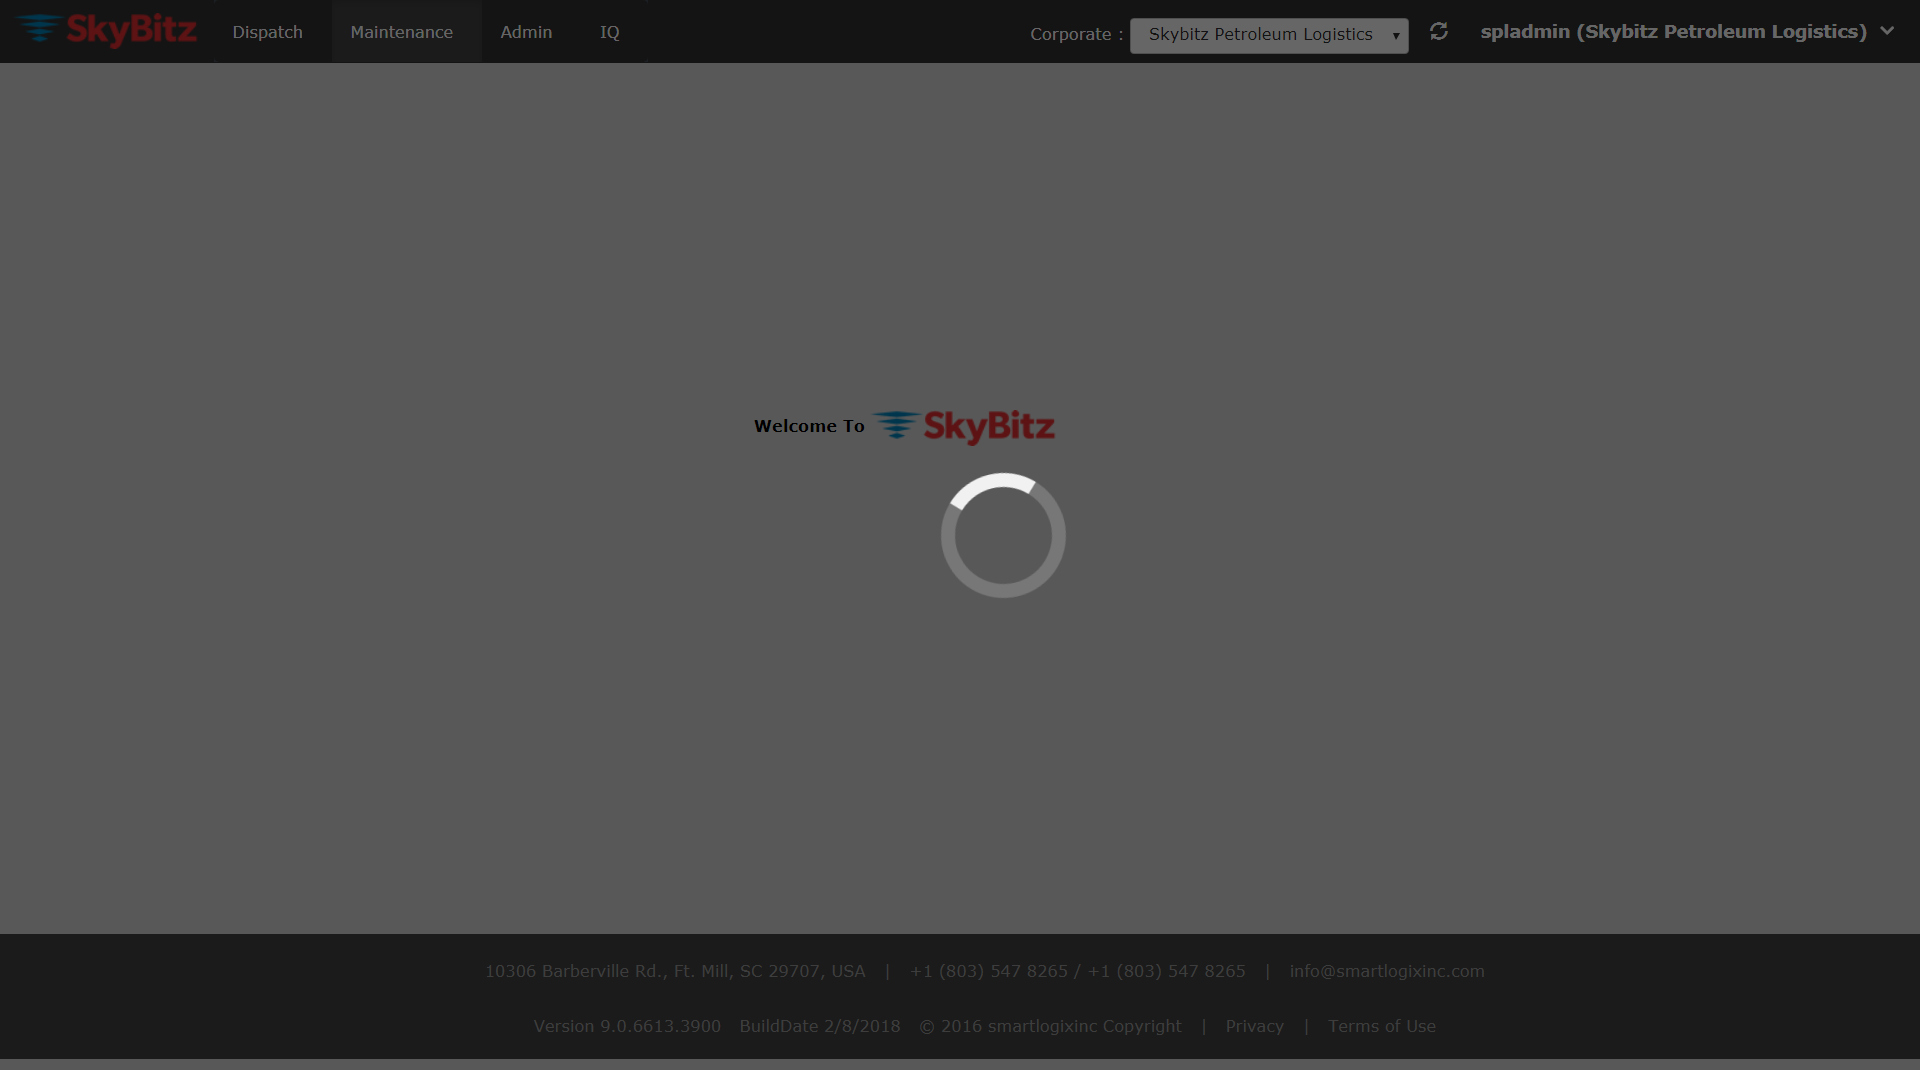 SkyBitz Dispatch Maintenance Admin IQ Corporate : Skybitz Petroleum Logistics spladmin (Skybitz Petroleum Logistics)
Welcome To SkyBitz
10306 Barberville Rd., Ft. Mill, SC 29707, USA | +1 (803) 547 8265 / +1 (803) 547 8265 | info@smartlogixinc.com
Version 9.0.6613.3900 BuildDate 2/8/2018 © 2016 smartlogixinc Copyright | Privacy | Terms of Use